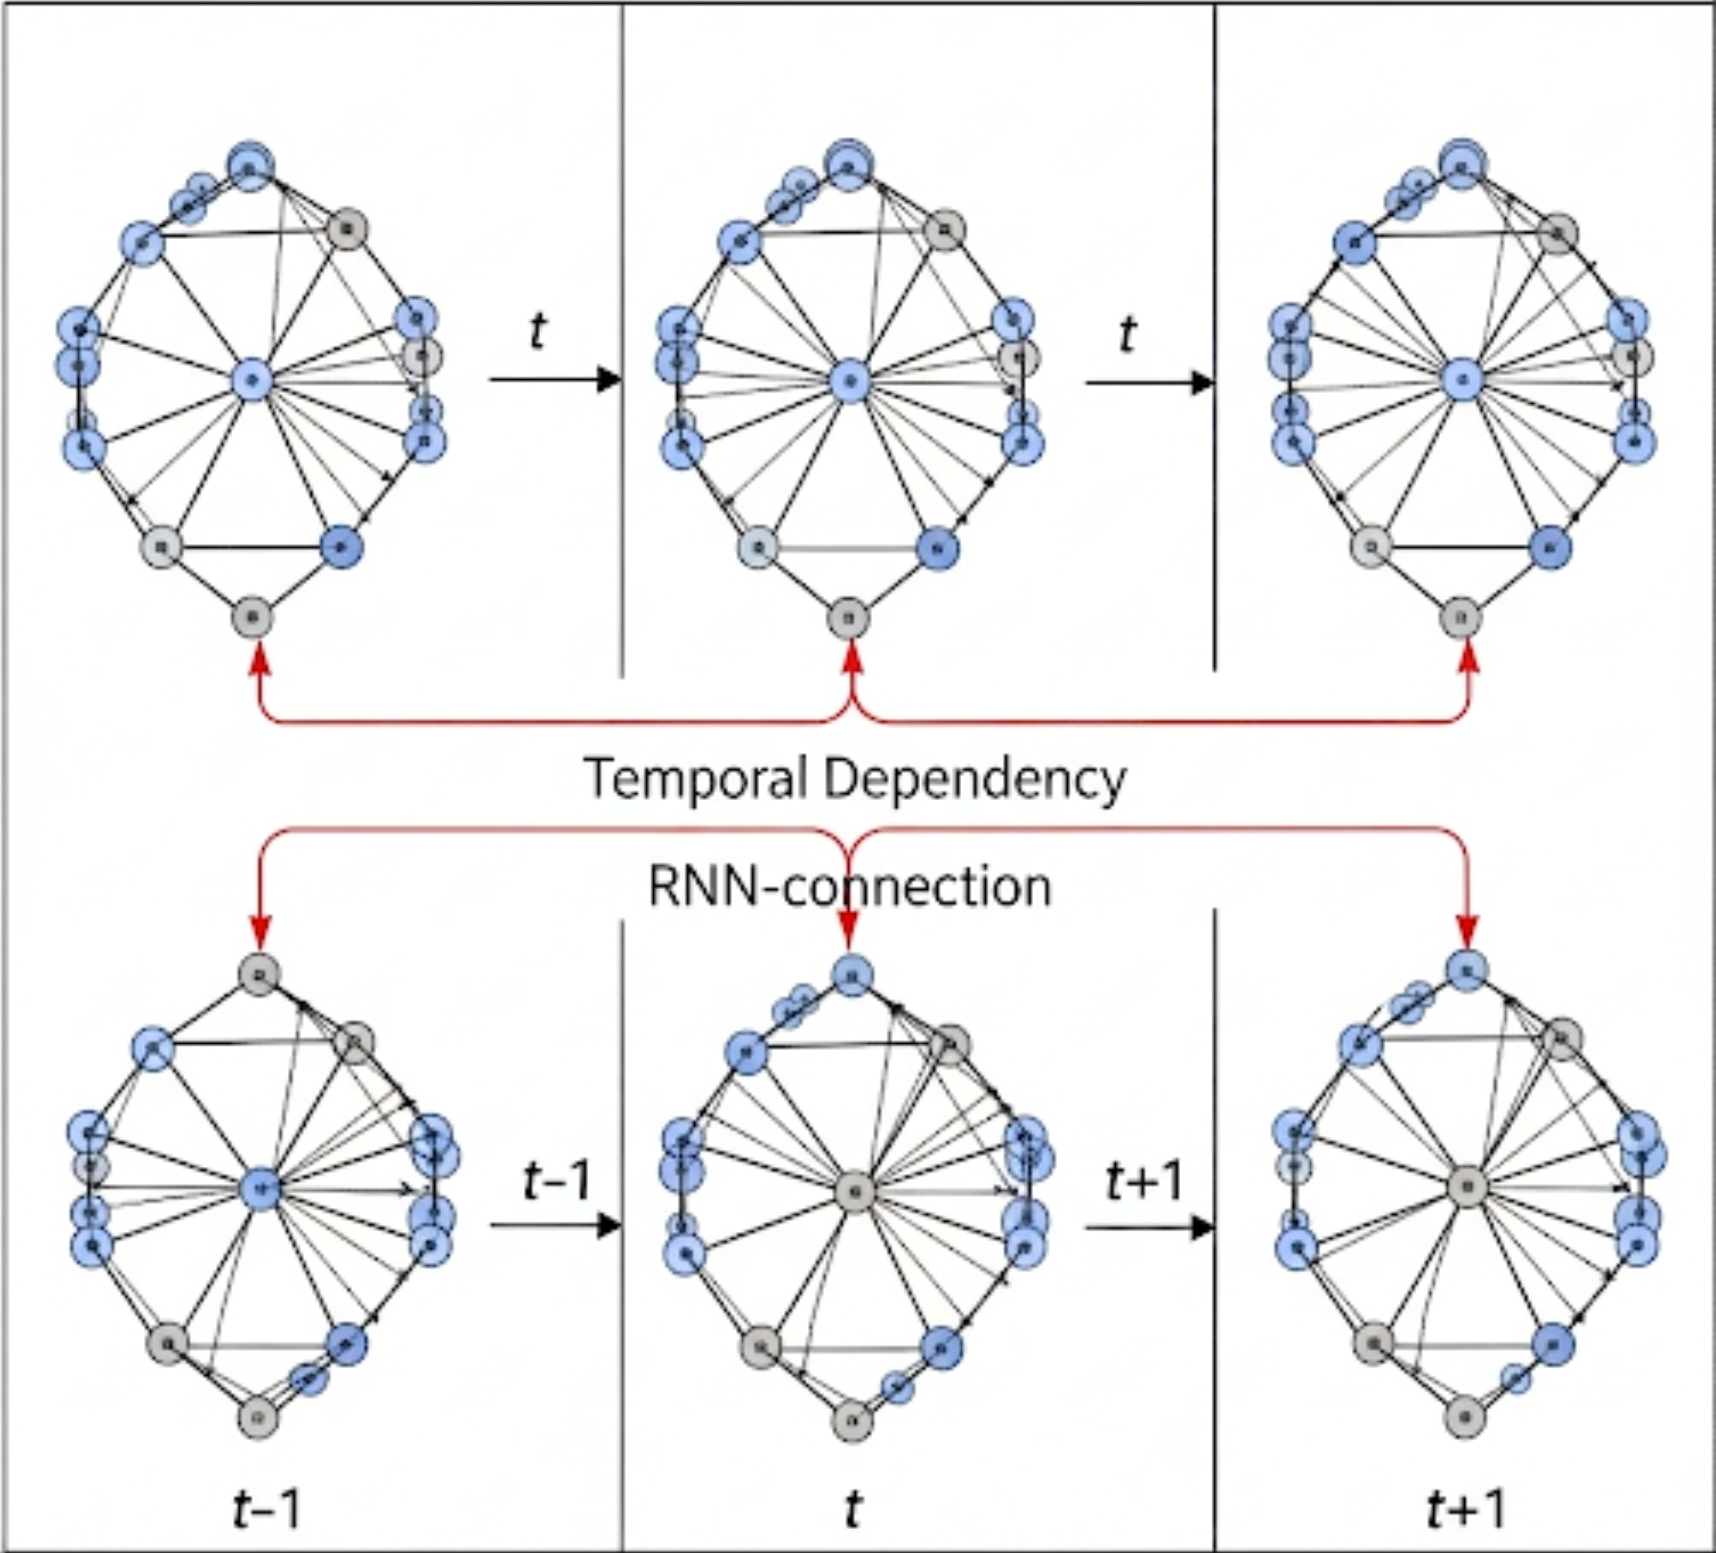 t
t
Temporal Dependency
RNN-connection
t–1
t+1
t–1
t
t+1